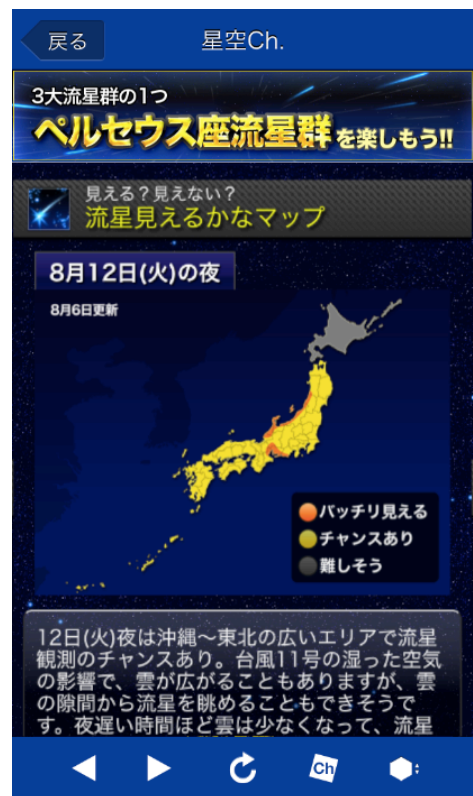 戻る
星空Ch.
3大流星群の1つ
ペルセウス座流星群を楽しもう!!
見える？見えない？
流星見えるかなマップ
8月12日(火)の夜
8月6日更新
バッチリ見える
チャンスあり
難しそう
12日(火)夜は沖縄～東北の広いエリアで流星
観測のチャンスあり。台風11号の湿った空気
の影響で、雲が広がることもありますが、雲
の隙間から流星を眺めることもできそうで
す。夜遅い時間ほど雲は少なくなって、流星
Ch